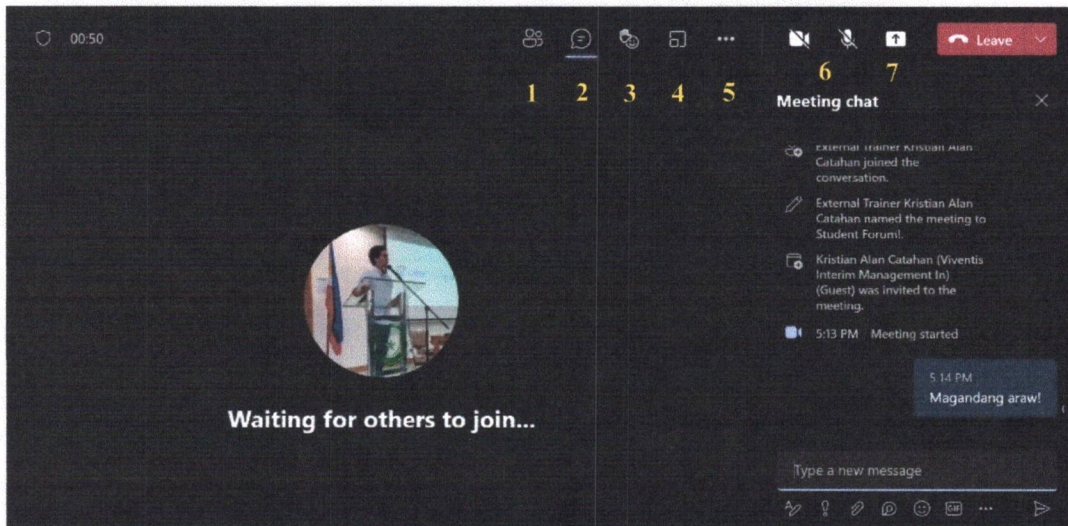 00:50
Leave
1 2 3 4 5 6 7
Meeting chat
External Trainer Kristian Alan
Catahan joined the
conversation.
External Trainer Kristian Alan
Catahan named the meeting to
Student Forum!.
Kristian Alan Catahan (Viventis
Interim Management In)
(Guest) was invited to the
meeting.
5:13 PM Meeting started
5:14 PM
Magandang araw!
Waiting for others to join...
Type a new message
GIF